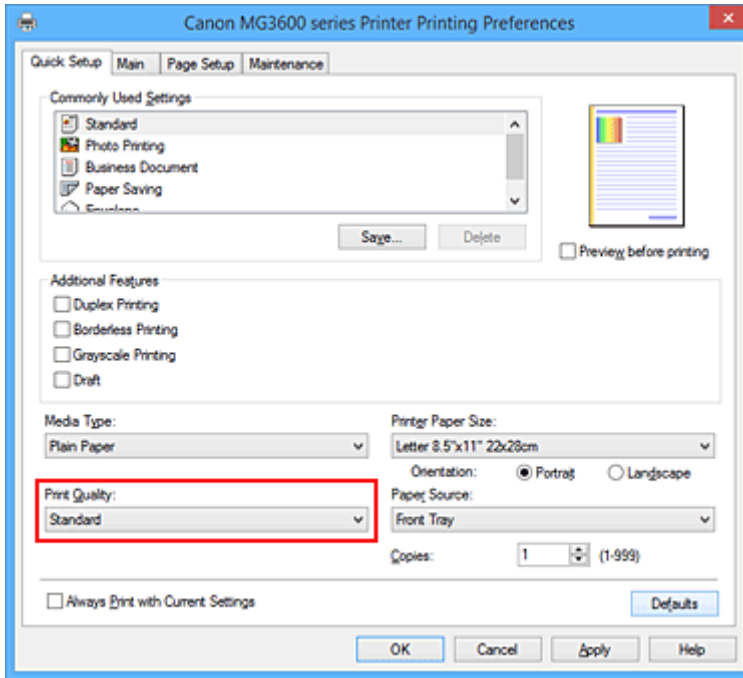 Canon MG3600 series Printer Printing Preferences
Quick Setup Main Page Setup Maintenance
Commonly Used Settings
Standard
Photo Printing
Business Document
Paper Saving
Envelope
Save... Delete
Preview before printing
Additional Features
Duplex Printing
Borderless Printing
Grayscale Printing
Draft
Media Type: Printer Paper Size:
Plain Paper Letter 8.5"x11" 22x28cm
Orientation: Portrait Landscape
Print Quality: Paper Source:
Standard Front Tray
Copies: 1 (1-999)
Always Print with Current Settings Defaults
OK Cancel Apply Help